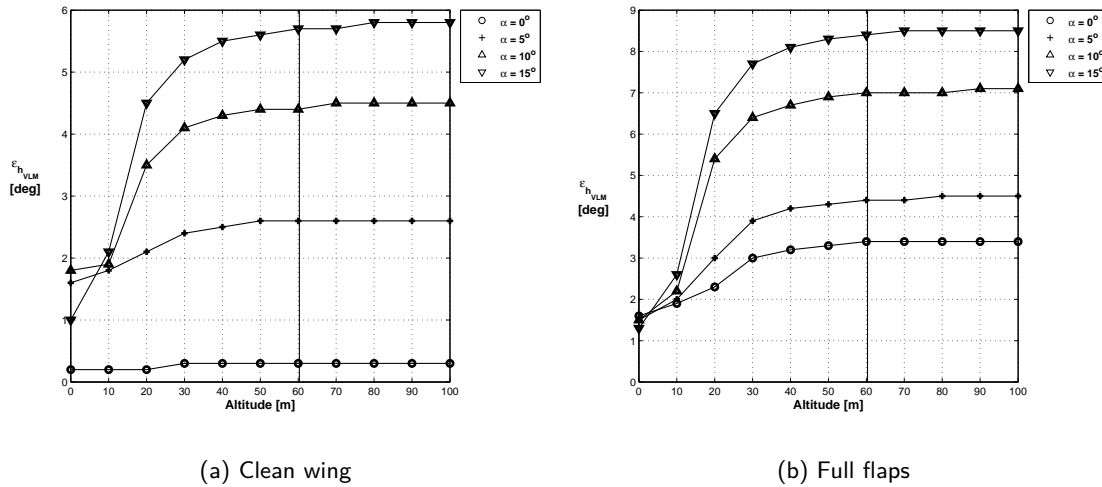 6
5
4
3
2
1
0
ε h VLM
[deg]
0 10 20 30 40 50 60 70 80 90 100
Altitude [m]
α = 0°
α = 5°
α = 10°
α = 15°
(a) Clean wing
9
8
7
6
5
4
3
2
1
0
ε h VLM
[deg]
0 10 20 30 40 50 60 70 80 90 100
Altitude [m]
α = 0°
α = 5°
α = 10°
α = 15°
(b) Full flaps